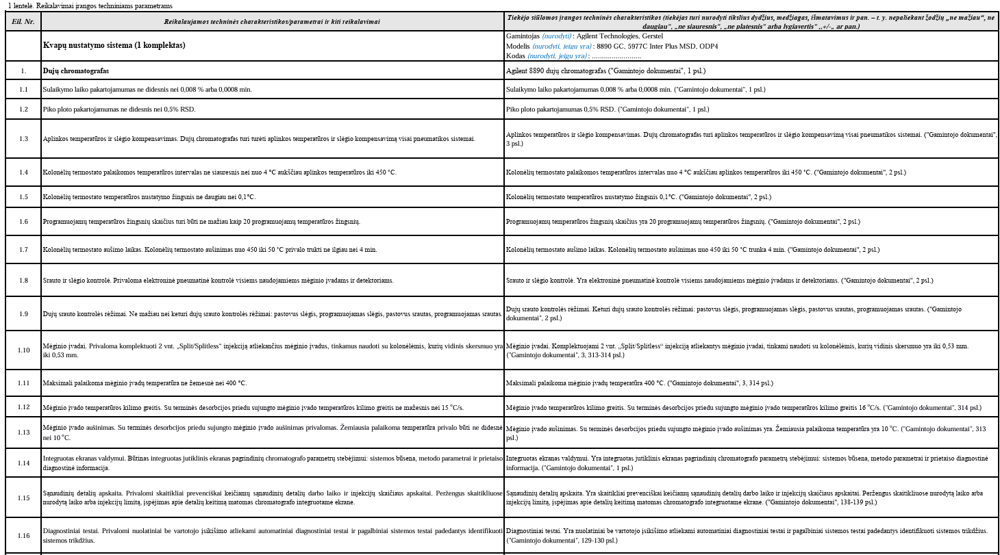 1 lentelė. Reikalavimai įrangos techniniams parametrams
Eil. Nr.
Reikalaujamos techninės charakteristikos/parametrai ir kiti reikalavimai
Tiekėjo siūlomos įrangos techninės charakteristikos (tiekėjas turi nurodyti tikslius dydžius, medžiagas, išmatavimus ir pan. – t. y. nepaliekant žodžių „ne mažiau“, ne
daugiau“, „ne siauresnis“, „ne platesnis“ arba lygiavertis“ „+/-„ ar pan.)
Kvapų nustatymo sistema (1 komplektas)
Gamintojas (nurodyti) : Agilent Technologies, Gerstel
Modelis (nurodyti, jeigu yra) : 8890 GC, 5977C Inter Plus MSD, ODP4
Kodas (nurodyti, jeigu yra) : .........................
1.
Dujų chromatografas
Agilent 8890 dujų chromatografas ("Gamintojo dokumentai", 1 psl.)
1.1
Sulaikymo laiko pakartojamumas ne didesnis nei 0,008 % arba 0,0008 min.
Sulaikymo laiko pakartojamumas 0,008 % arba 0,0008 min. ("Gamintojo dokumentai", 1 psl.)
1.2
Piko ploto pakartojamumas ne didesnis nei 0,5% RSD.
Piko ploto pakartojamumas 0,5% RSD. ("Gamintojo dokumentai", 1 psl.)
1.3
Aplinkos temperatūros ir slėgio kompensavimas. Dujų chromatografas turi turėti aplinkos temperatūros ir slėgio kompensavimą visai pneumatikos sistemai.
Aplinkos temperatūros ir slėgio kompensavimas. Dujų chromatografas turi aplinkos temperatūros ir slėgio kompensavimą visai pneumatikos sistemai. ("Gamintojo dokumentai",
3 psl.)
1.4
Kolonėlių termostato palaikomos temperatūros intervalas ne siauresnis nei nuo 4 °C aukščiau aplinkos temperatūros iki 450 °C.
Kolonėlių termostato palaikomos temperatūros intervalas nuo 4 °C aukščiau aplinkos temperatūros iki 450 °C. ("Gamintojo dokumentai", 2 psl.)
1.5
Kolonėlių termostato temperatūros nustatymo žingsnis ne daugiau nei 0,1°C.
Kolonėlių termostato temperatūros nustatymo žingsnis 0,1°C. ("Gamintojo dokumentai", 2 psl.)
1.6
Programuojamų temperatūros žingsnių skaičius turi būti ne mažiau kaip 20 programuojamų temperatūros žingsnių.
Programuojamų temperatūros žingsnių skaičius yra 20 programuojamų temperatūros žingsnių. ("Gamintojo dokumentai", 2 psl.)
1.7
Kolonėlių termostato aušimo laikas. Kolonėlių termostato aušinimas nuo 450 iki 50 °C privalo trukti ne ilgiau nei 4 min.
Kolonėlių termostato aušimo laikas. Kolonėlių termostato aušinimas nuo 450 iki 50 °C trunka 4 min. ("Gamintojo dokumentai", 2 psl.)
1.8
Srauto ir slėgio kontrolė. Privaloma elektroninė pneumatinė kontrolė visiems naudojamiems mėginio įvadams ir detektoriams.
Srauto ir slėgio kontrolė. Yra elektroninė pneumatinė kontrolė visiems naudojamiems mėginio įvadams ir detektoriams. ("Gamintojo dokumentai", 2 psl.)
1.9
Dujų srauto kontrolės rėžimai. Ne mažiau nei keturi dujų srauto kontrolės rėžimai: pastovus slėgis, programuojamas slėgis, pastovus srautas, programuojamas srautas.
Dujų srauto kontrolės rėžimai. Keturi dujų srauto kontrolės rėžimai: pastovus slėgis, programuojamas slėgis, pastovus srautas, programuojamas srautas. ("Gamintojo
dokumentai", 2 psl.)
1.10
Mėginio įvadai. Privaloma komplektuoti 2 vnt. „Split/Splitless“ injekciją atliekančius mėginio įvadus, tinkamus naudoti su kolonėlėmis, kurių vidinis skersmuo yra
iki 0,53 mm.
Mėginio įvadai. Komplektuojami 2 vnt. „Split/Splitless“ injekciją atliekantys mėginio įvadai, tinkami naudoti su kolonėlėmis, kurių vidinis skersmuo yra iki 0,53 mm.
("Gamintojo dokumentai", 3, 313-314 psl.)
1.11
Maksimali palaikoma mėginio įvadų temperatūra ne žemesnė nei 400 °C.
Maksimali palaikoma mėginio įvadų temperatūra 400 °C. ("Gamintojo dokumentai", 3, 314 psl.)
1.12
Mėginio įvado temperatūros kilimo greitis. Su terminės desorbcijos priedu sujungto mėginio įvado temperatūros kilimo greitis ne mažesnis nei 15 °C/s.
Mėginio įvado temperatūros kilimo greitis. Su terminės desorbcijos priedu sujungto mėginio įvado temperatūros kilimo greitis 16 °C/s. ("Gamintojo dokumentai", 314 psl.)
1.13
Mėginio įvado aušinimas. Su terminės desorbcijos priedu sujungto mėginio įvado aušinimas privalomas. Žemiausia palaikoma temperatūra privalo būti ne didesnė
nei 10 °C.
Mėginio įvado aušinimas. Su terminės desorbcijos priedu sujungto mėginio įvado aušinimas yra. Žemiausia palaikoma temperatūra yra 10 °C. ("Gamintojo dokumentai", 313
psl.)
1.14
Integruotas ekranas valdymui. Būtinas integruotas jutiklinis ekranas pagrindinių chromatografo parametrų stebėjimui: sistemos būsena, metodo parametrai ir prietaiso
diagnostinė informacija.
Integruotas ekranas valdymui. Yra integruotas jutiklinis ekranas pagrindinių chromatografo parametrų stebėjimui: sistemos būsena, metodo parametrai ir prietaiso diagnostinė
informacija. ("Gamintojo dokumentai", 1 psl.)
1.15
Sąnaudinių detalių apskaita. Privalomi skaitikliai prevenciškai keičiamų sąnaudinių detalių darbo laiko ir injekcijų skaičiaus apskaitai. Peržengus skaitikliuose
nurodytą laiko arba injekcijų limitą, įspėjimas apie detalių keitimą matomas chromatografo integruotame ekrane.
Sąnaudinių detalių apskaita. Yra skaitikliai prevenciškai keičiamų sąnaudinių detalių darbo laiko ir injekcijų skaičiaus apskaitai. Peržengus skaitikliuose nurodytą laiko arba
injekcijų limitą, įspėjimas apie detalių keitimą matomas chromatografo integruotame ekrane. ("Gamintojo dokumentai", 138-139 psl.)
1.16
Diagnostiniai testai. Privalomi nuolatiniai be vartotojo įsikišimo atliekami automatiniai diagnostiniai testai ir pagalbiniai sistemos testai padedantys identifikuoti
sistemos trikdžius.
Diagnostiniai testai. Yra nuolatiniai be vartotojo įsikišimo atliekami automatiniai diagnostiniai testai ir pagalbiniai sistemos testai padedantys identifikuoti sistemos trikdžius.
("Gamintojo dokumentai", 129-130 psl.)